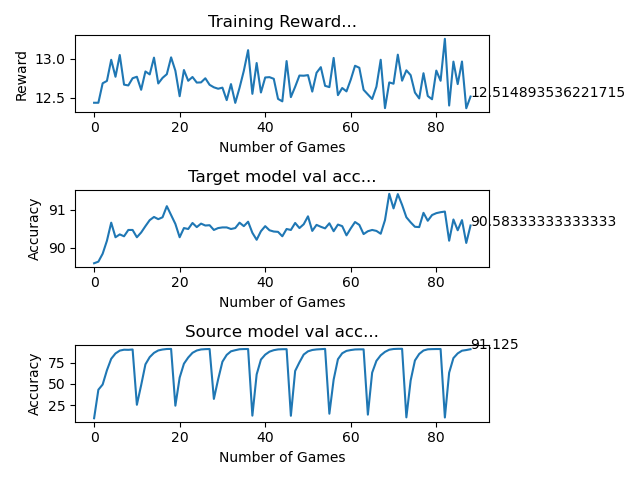 Training Reward...
13.0
12.5
Reward
12.514893536221715
0 20 40 60 80
Number of Games
Target model val acc...
91
90
Accuracy
90.58333333333333
0 20 40 60 80
Number of Games
Source model val acc...
91.125
75
50
25
Accuracy
0 20 40 60 80
Number of Games